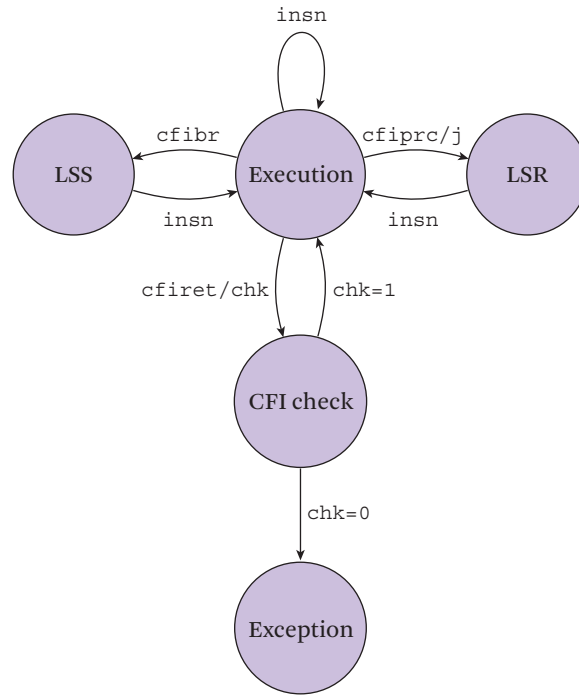 insn
cfibr
cfiprc/j
LSS
Execution
LSR
insn
insn
cfiret/chk
chk=1
CFI check
chk=0
Exception